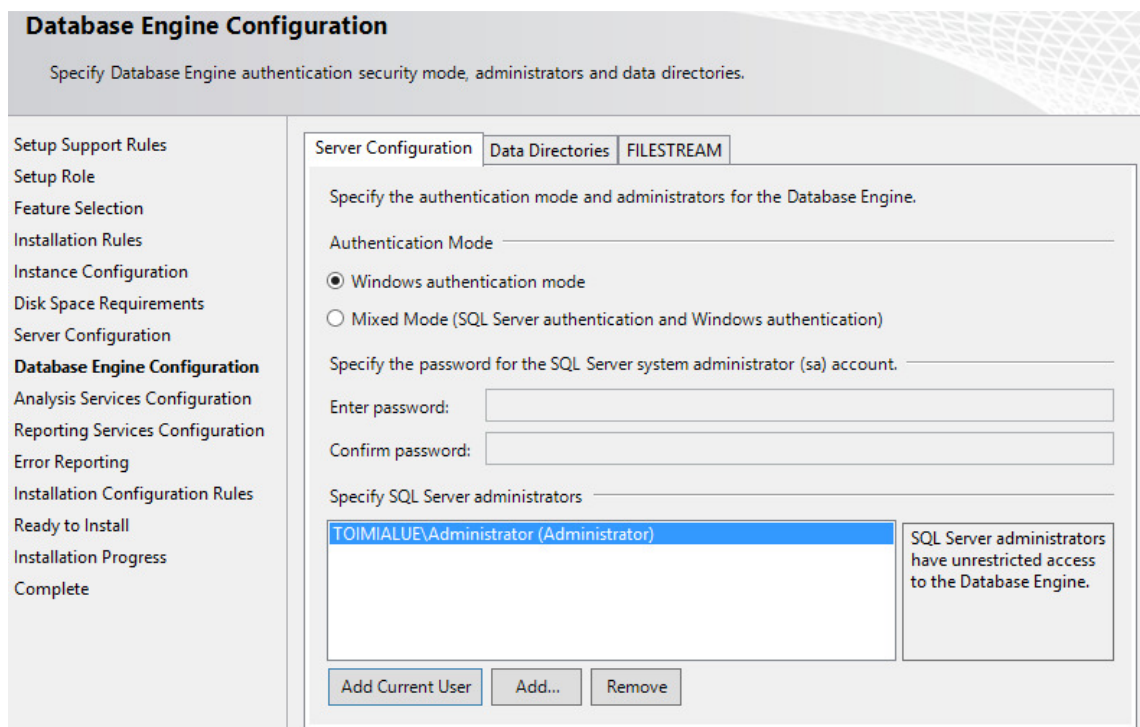 Database Engine Configuration
Specify Database Engine authentication security mode, administrators and data directories.
Setup Support Rules
Setup Role
Feature Selection
Installation Rules
Instance Configuration
Disk Space Requirements
Server Configuration
Database Engine Configuration
Analysis Services Configuration
Reporting Services Configuration
Error Reporting
Installation Configuration Rules
Ready to Install
Installation Progress
Complete
Server Configuration Data Directories FILESTREAM
Specify the authentication mode and administrators for the Database Engine.
Authentication Mode
Windows authentication mode
Mixed Mode (SQL Server authentication and Windows authentication)
Specify the password for the SQL Server system administrator (sa) account.
Enter password:
Confirm password:
Specify SQL Server administrators
TOIMIALUE\Administrator (Administrator)
SQL Server administrators
have unrestricted access
to the Database Engine.
Add Current User Add... Remove